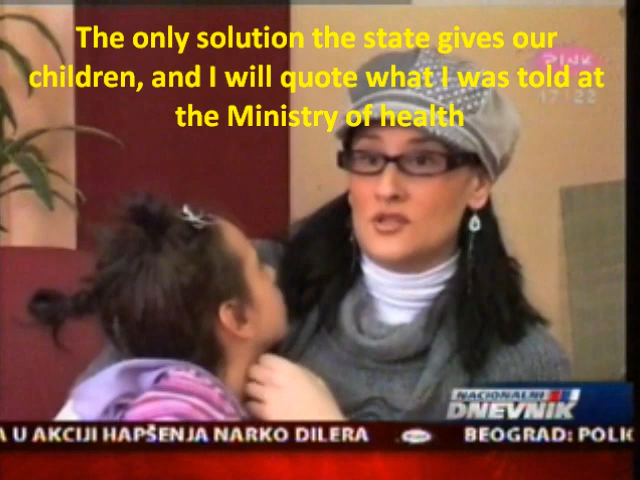 The only solution the state gives our
children, and I will quote what I was told at
the Ministry of health
PINK
17:22
NACIONALNI
DNEVNIK
A U AKCIJI HAPŠENJA NARKO DILERA
BEOGRAD: POLIC